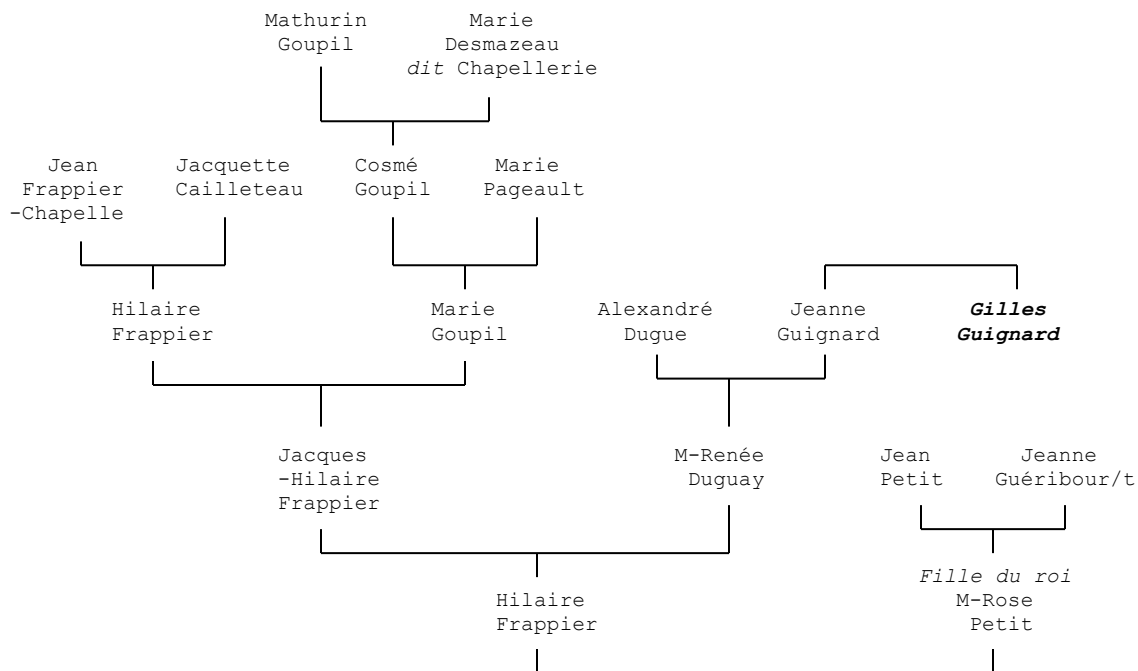 Mathurin
Goupil
Marie
Desmazeau
dit Chapellerie
Jean
Frappier
-Chapelle
Jacquette
Cailleteau
Cosmé
Goupil
Marie
Pageault
Hilaire
Frappier
Marie
Goupil
Alexandré
Dugue
Jeanne
Guignard
Gilles
Guignard
Jacques
-Hilaire
Frappier
M-Renée
Duguay
Jean
Petit
Jeanne
Guéribour/t
Hilaire
Frappier
Fille du roi
M-Rose
Petit